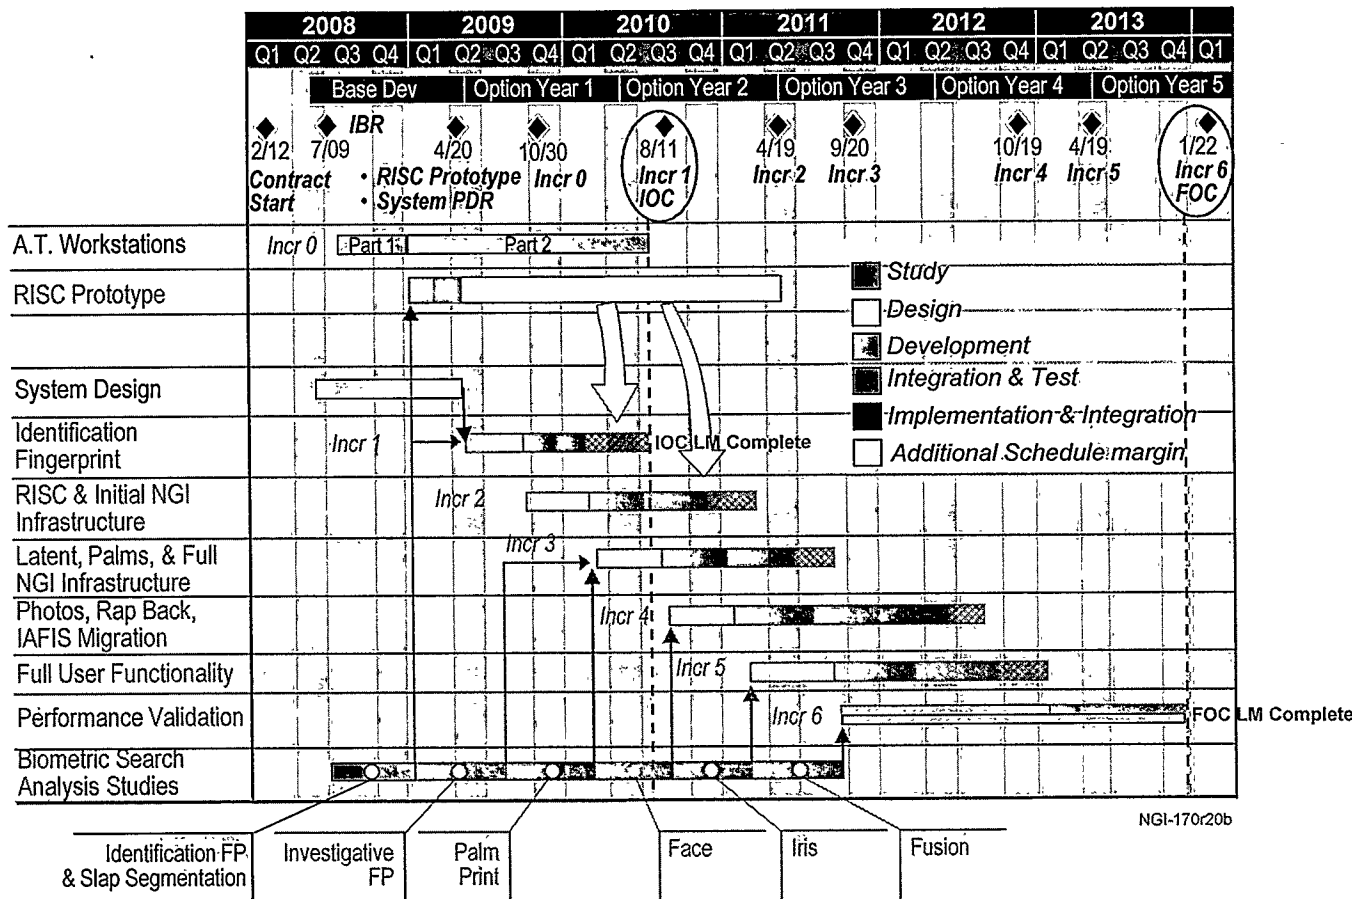 2008 2009 2010 2011 2012 2013
Q1 Q2 Q3 Q4 Q1 Q2 Q3 Q4 Q1 Q2 Q3 Q4 Q1 Q2 Q3 Q4 Q1 Q2 Q3 Q4 Q1 Q2 Q3 Q4 Q1
Base Dev Option Year 1 Option Year 2 Option Year 3 Option Year 4 Option Year 5
IBR
2/12 7/09 4/20 10/30 8/11 4/19 9/20 10/19 4/19 1/22
Contract • RISC Prototype Incr 0 Incr 1 Incr 2 Incr 3 Incr 4 Incr 5 Incr 6
Start • System PDR IOC FOC
A.T. Workstations Incr 0 Part 1 Part 2
Study
RISC Prototype
Design
Development
Integration & Test
System Design
Implementation & Integration
Identification
Fingerprint
Incr 1
IOC LM Complete
Additional Schedule margin
RISC & Initial NGI
Infrastructure
Incr 2
Latent, Palms, & Full
NGI Infrastructure
Incr 3
Photos, Rap Back,
IAFIS Migration
Incr 4
Full User Functionality Incr 5
Performance Validation Incr 6 FOC LM Complete
Biometric Search
Analysis Studies
NGI-170r20b
Identification FP
& Slap Segmentation
Investigative
FP
Palm
Print
Face
Iris
Fusion